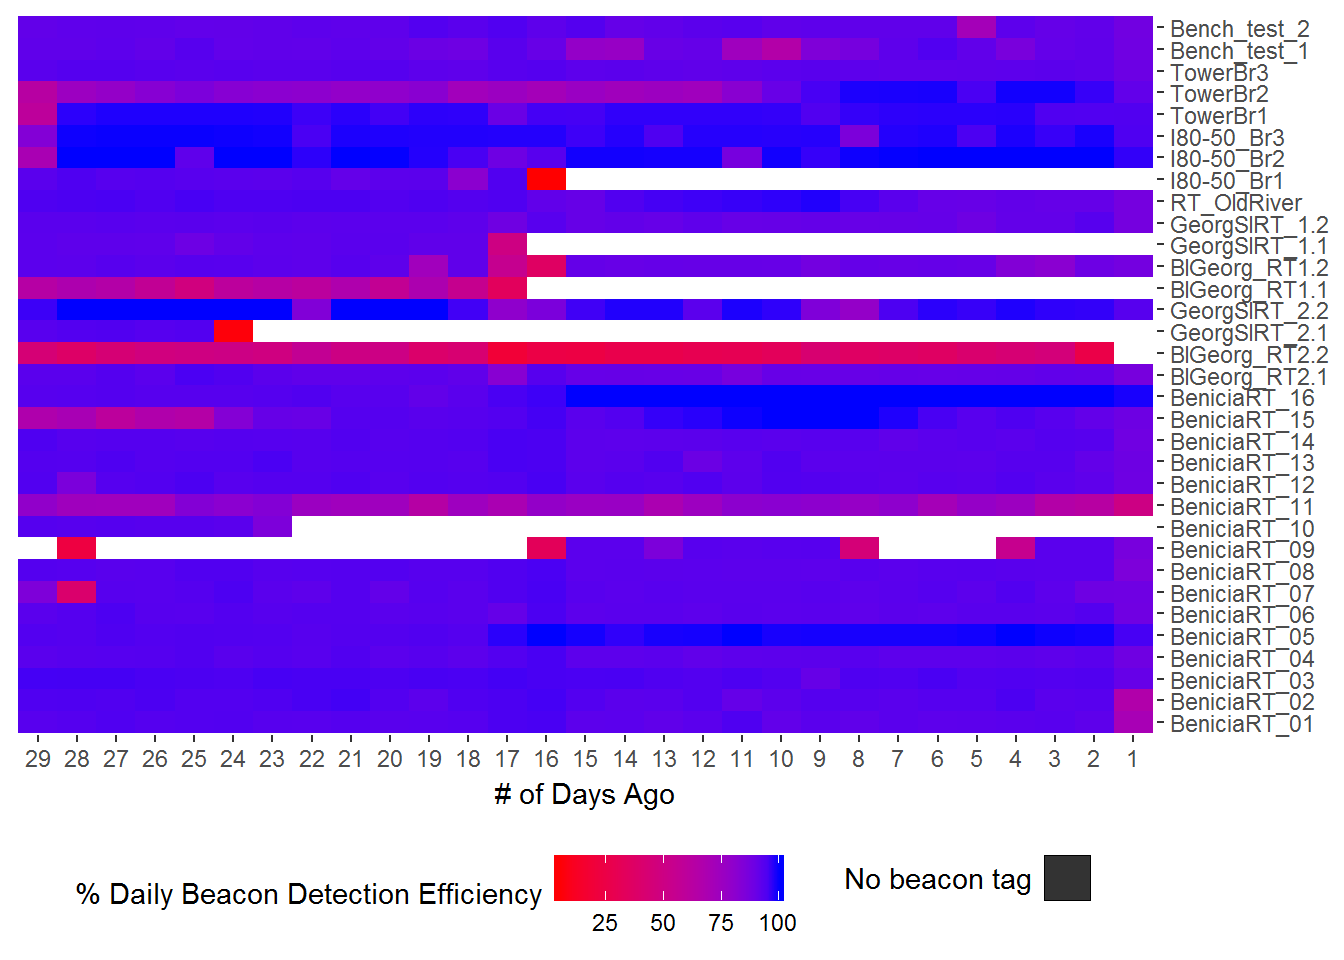 Bench_test_2
Bench_test_1
TowerBr3
TowerBr2
TowerBr1
I80-50_Br3
I80-50_Br2
I80-50_Br1
RT_OldRiver
GeorgSlRT_1.2
GeorgSlRT_1.1
BlGeorg_RT1.2
BlGeorg_RT1.1
GeorgSlRT_2.2
GeorgSlRT_2.1
BlGeorg_RT2.2
BlGeorg_RT2.1
BeniciaRT_16
BeniciaRT_15
BeniciaRT_14
BeniciaRT_13
BeniciaRT_12
BeniciaRT_11
BeniciaRT_10
BeniciaRT_09
BeniciaRT_08
BeniciaRT_07
BeniciaRT_06
BeniciaRT_05
BeniciaRT_04
BeniciaRT_03
BeniciaRT_02
BeniciaRT_01
29 28 27 26 25 24 23 22 21 20 19 18 17 16 15 14 13 12 11 10 9 8 7 6 5 4 3 2 1
# of Days Ago
% Daily Beacon Detection Efficiency
25 50 75 100
No beacon tag